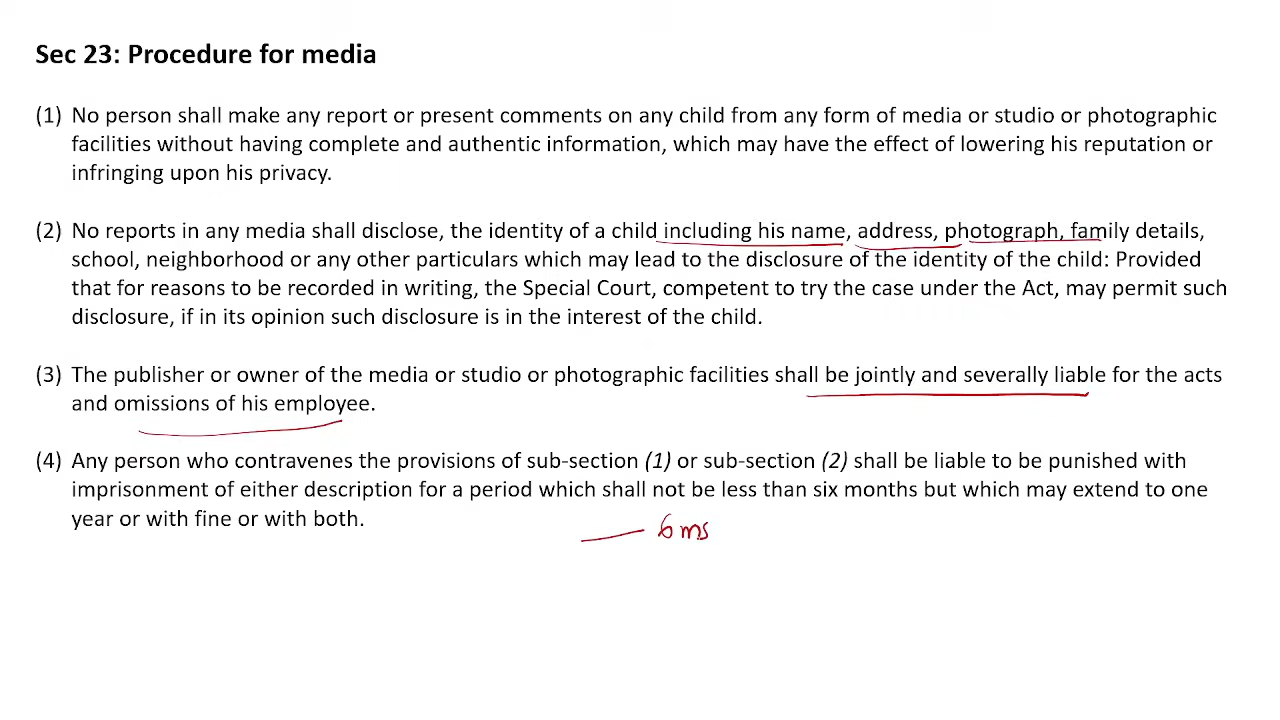 Sec 23: Procedure for media
(1) No person shall make any report or present comments on any child from any form of media or studio or photographic
facilities without having complete and authentic information, which may have the effect of lowering his reputation or
infringing upon his privacy.
(2) No reports in any media shall disclose, the identity of a child including his name, address, photograph, family details,
school, neighborhood or any other particulars which may lead to the disclosure of the identity of the child: Provided
that for reasons to be recorded in writing, the Special Court, competent to try the case under the Act, may permit such
disclosure, if in its opinion such disclosure is in the interest of the child.
(3) The publisher or owner of the media or studio or photographic facilities shall be jointly and severally liable for the acts
and omissions of his employee.
(4) Any person who contravenes the provisions of sub-section (1) or sub-section (2) shall be liable to be punished with
imprisonment of either description for a period which shall not be less than six months but which may extend to one
year or with fine or with both.
6 ms